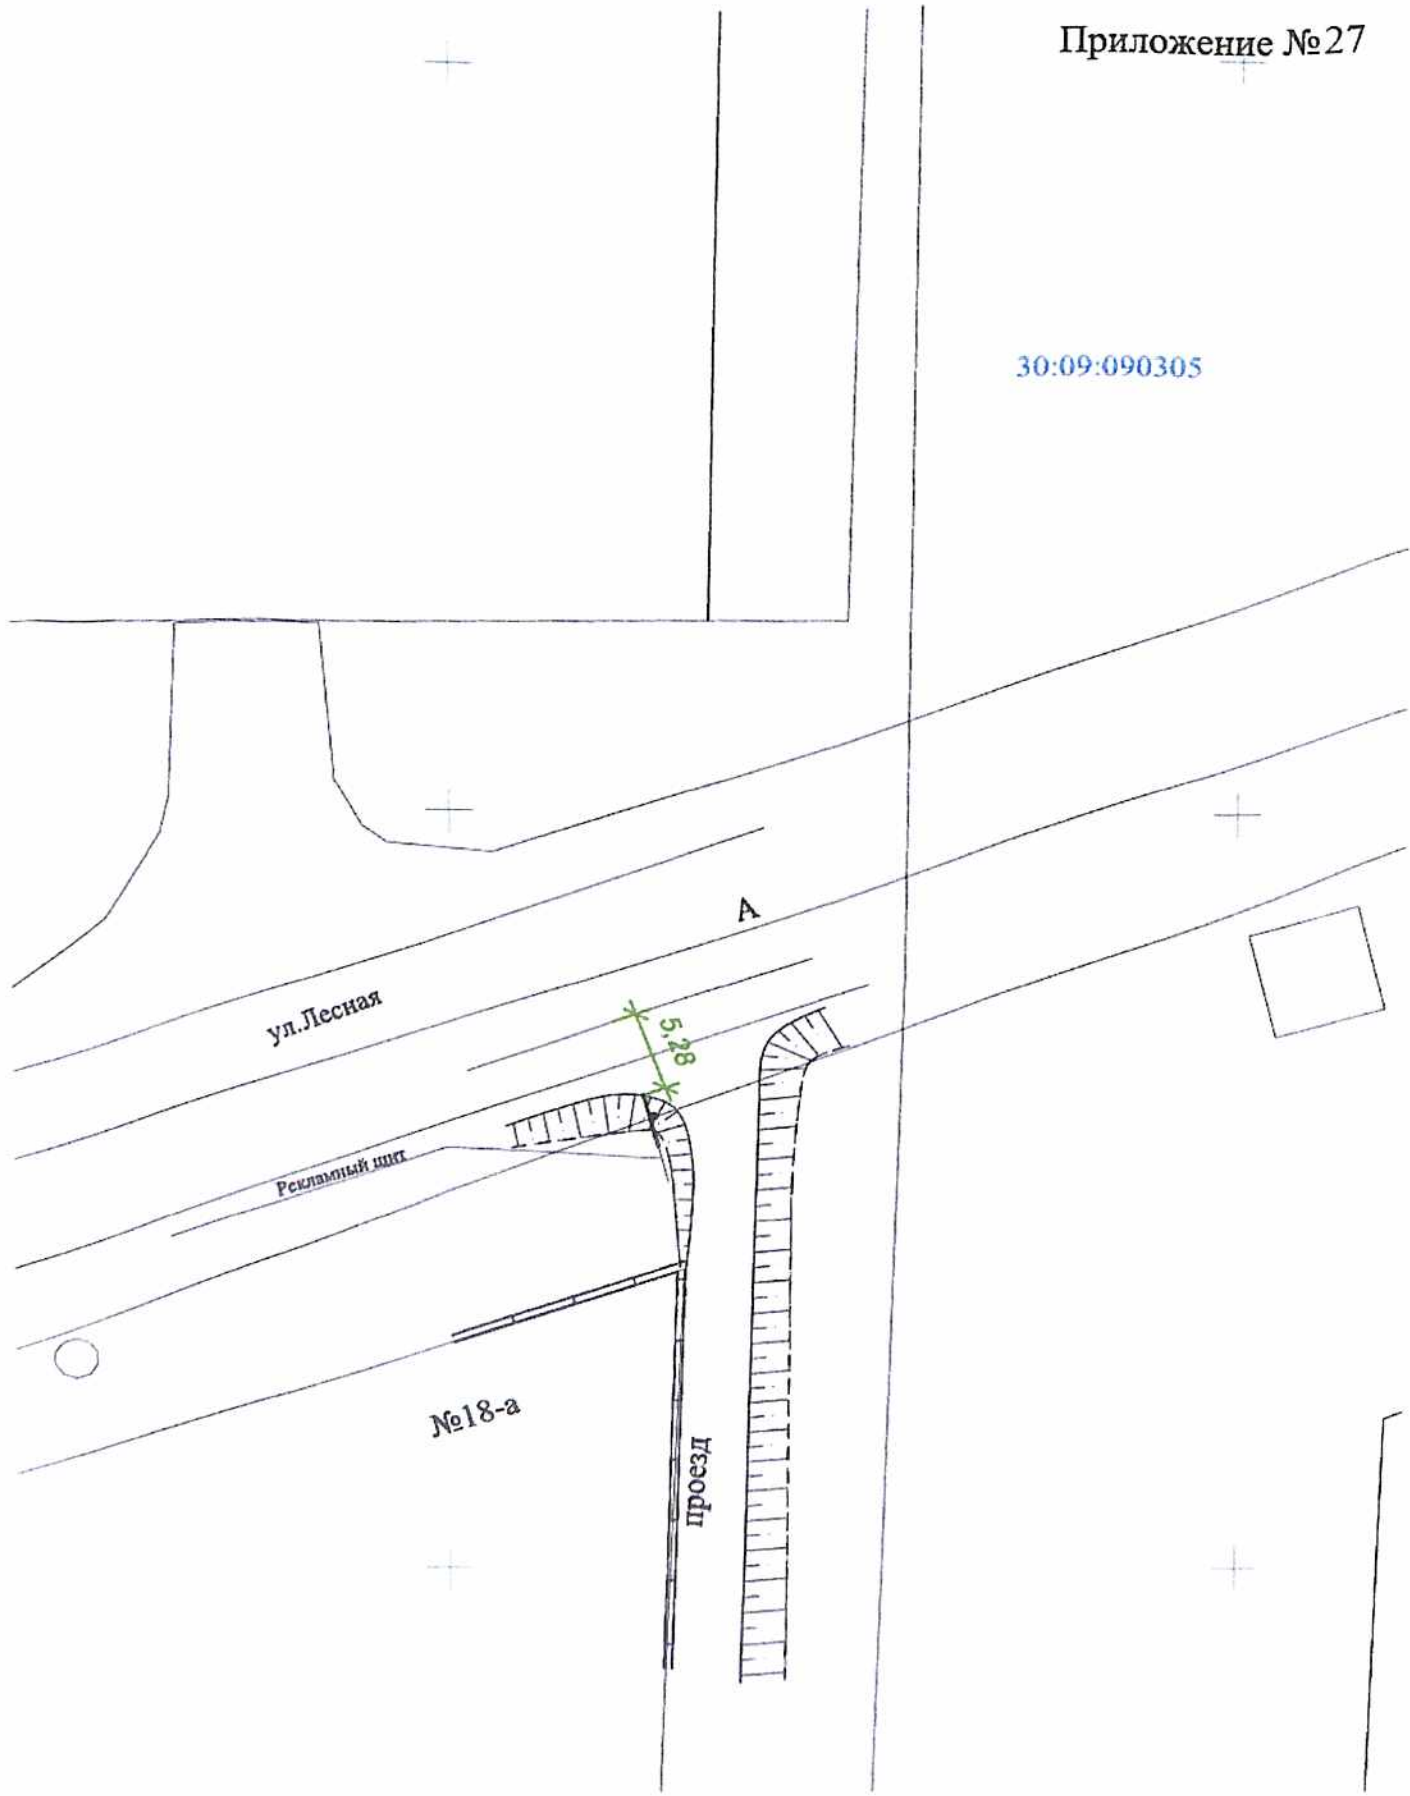 Приложение №27
30:09:090305
А
ул.Лесная
5,28
Рекламный щит
№18-а
проезд